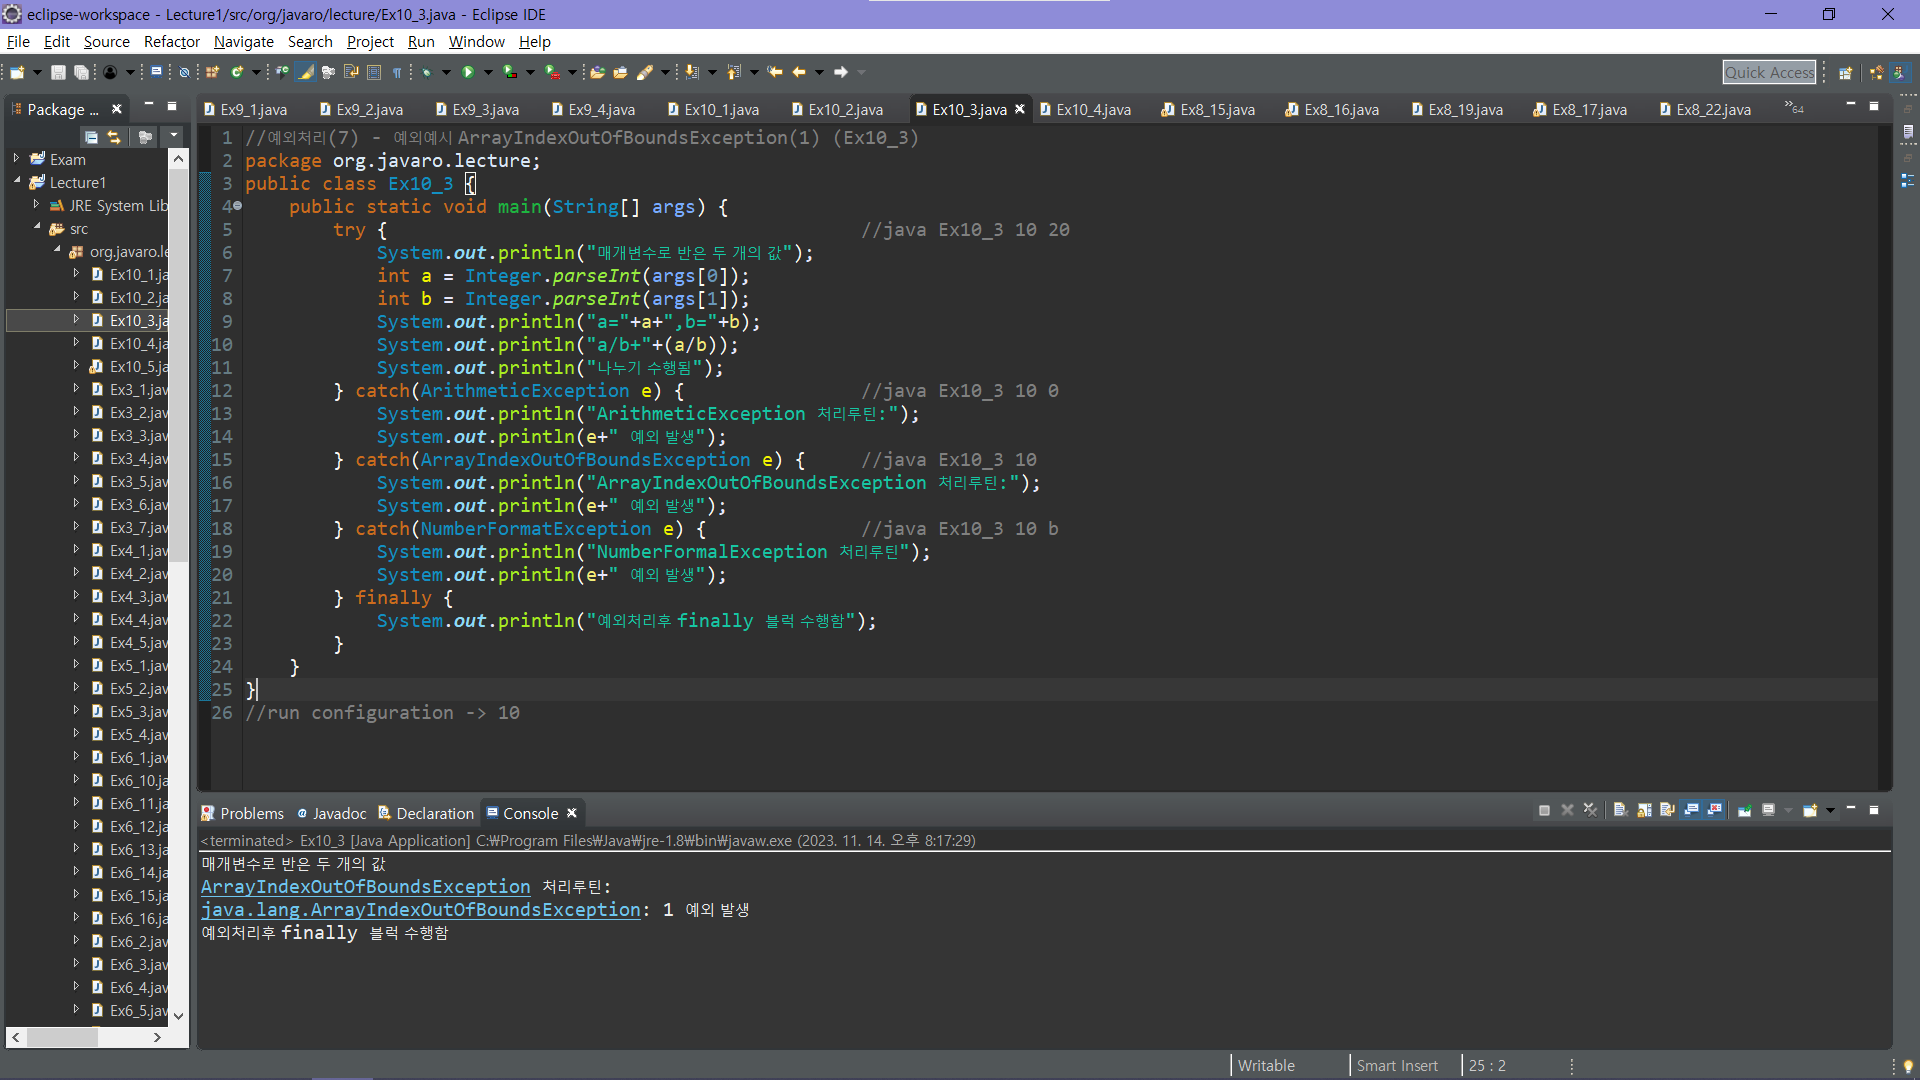 eclipse-workspace - Lecture1/src/org/javaro/lecture/Ex10_3.java - Eclipse IDE
File Edit Source Refactor Navigate Search Project Run Window Help
Quick Access
Package ...
Ex9_1.java Ex9_2.java Ex9_3.java Ex9_4.java Ex10_1.java Ex10_2.java Ex10_3.java Ex10_4.java Ex8_15.java Ex8_16.java Ex8_19.java Ex8_17.java Ex8_22.java »64
Exam
Lecture1
JRE System Lib
src
org.javaro.le
Ex10_1.ja
Ex10_2.ja
Ex10_3.ja
Ex10_4.ja
Ex10_5.ja
Ex3_1.jav
Ex3_2.jav
Ex3_3.jav
Ex3_4.jav
Ex3_5.jav
Ex3_6.jav
Ex3_7.jav
Ex4_1.jav
Ex4_2.jav
Ex4_3.jav
Ex4_4.jav
Ex4_5.jav
Ex5_1.jav
Ex5_2.jav
Ex5_3.jav
Ex5_4.jav
Ex6_1.jav
Ex6_10.ja
Ex6_11.ja
Ex6_12.ja
Ex6_13.ja
Ex6_14.ja
Ex6_15.ja
Ex6_16.ja
Ex6_2.jav
Ex6_3.jav
Ex6_4.jav
Ex6_5.jav
1 //예외처리(7) - 예외예시 ArrayIndexOutOfBoundsException(1) (Ex10_3)
2 package org.javaro.lecture;
3 public class Ex10_3 {
4 public static void main(String[] args) {
5 try { //java Ex10_3 10 20
6 System.out.println("매개변수로 반은 두 개의 값");
7 int a = Integer.parseInt(args[0]);
8 int b = Integer.parseInt(args[1]);
9 System.out.println("a="+a+",b="+b);
10 System.out.println("a/b+"+(a/b));
11 System.out.println("나누기 수행됨");
12 } catch(ArithmeticException e) { //java Ex10_3 10 0
13 System.out.println("ArithmeticException 처리루틴:");
14 System.out.println(e+" 예외 발생");
15 } catch(ArrayIndexOutOfBoundsException e) { //java Ex10_3 10
16 System.out.println("ArrayIndexOutOfBoundsException 처리루틴:");
17 System.out.println(e+" 예외 발생");
18 } catch(NumberFormatException e) { //java Ex10_3 10 b
19 System.out.println("NumberFormalException 처리루틴");
20 System.out.println(e+" 예외 발생");
21 } finally {
22 System.out.println("예외처리후 finally 블럭 수행함");
23 }
24 }
25 }
26 //run configuration -> 10
Problems Javadoc Declaration Console
<terminated> Ex10_3 [Java Application] C:₩Program Files₩Java₩jre-1.8₩bin₩javaw.exe (2023. 11. 14. 오후 8:17:29)
매개변수로 반은 두 개의 값
ArrayIndexOutOfBoundsException 처리루틴:
java.lang.ArrayIndexOutOfBoundsException: 1 예외 발생
예외처리후 finally 블럭 수행함
Writable Smart Insert 25 : 2